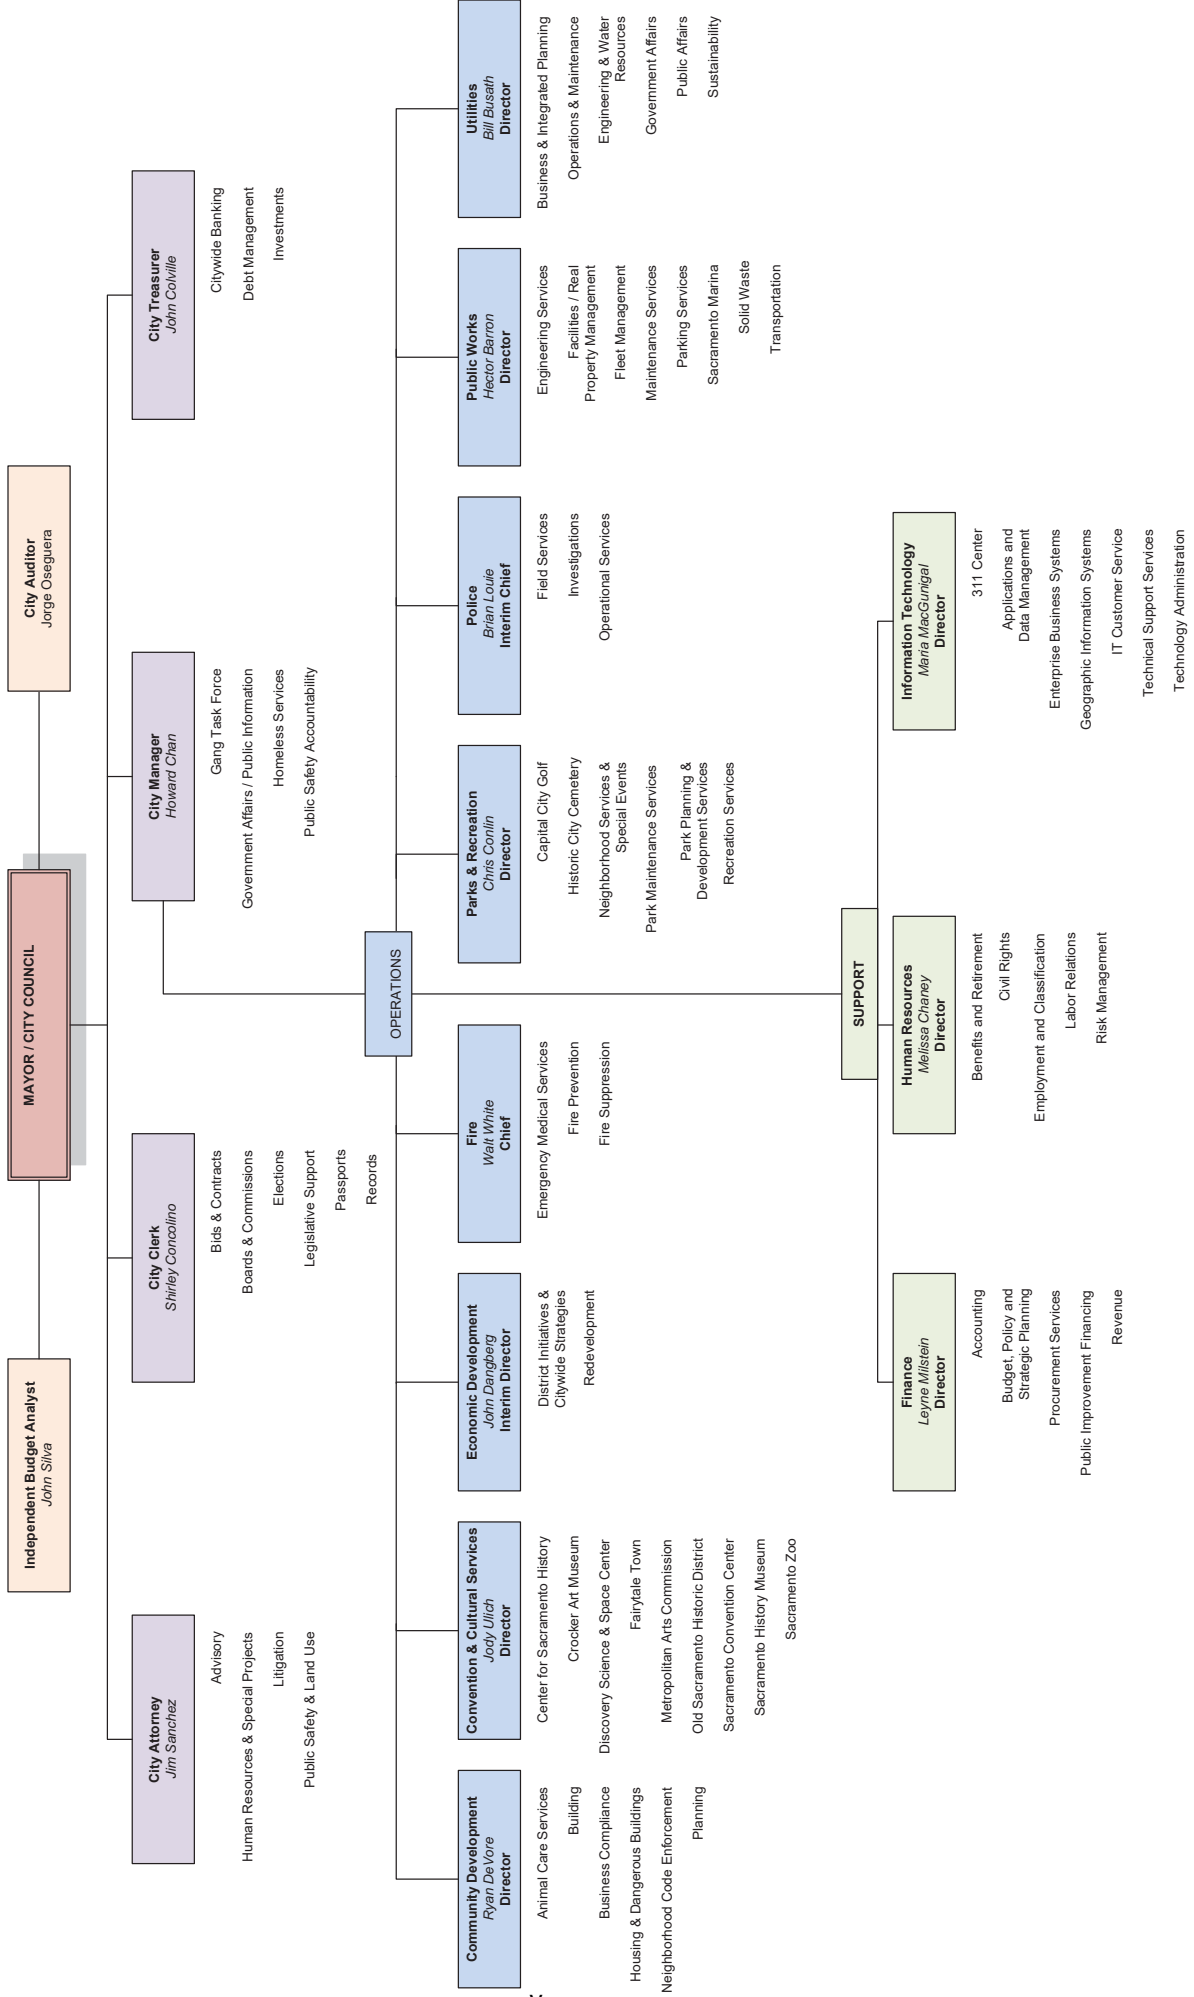 MAYOR / CITY COUNCIL
Independent Budget Analyst
John Silva
City Auditor
Jorge Oseguera
City Attorney
Jim Sanchez
Advisory
Human Resources & Special Projects
Litigation
Public Safety & Land Use
City Clerk
Shirley Concolino
Bids & Contracts
Boards & Commissions
Elections
Legislative Support
Passports
Records
City Manager
Howard Chan
Gang Task Force
Government Affairs / Public Information
Homeless Services
Public Safety Accountability
City Treasurer
John Colville
Citywide Banking
Debt Management
Investments
OPERATIONS
Community Development
Ryan DeVore
Director
Animal Care Services
Building
Business Compliance
Housing & Dangerous Buildings
Neighborhood Code Enforcement
Planning
Convention & Cultural Services
Jody Ulich
Director
Center for Sacramento History
Crocker Art Museum
Discovery Science & Space Center
Fairytale Town
Metropolitan Arts Commission
Old Sacramento Historic District
Sacramento Convention Center
Sacramento History Museum
Sacramento Zoo
Economic Development
John Dangberg
Interim Director
District Initiatives &
Citywide Strategies
Redevelopment
Fire
Walt White
Chief
Emergency Medical Services
Fire Prevention
Fire Suppression
Parks & Recreation
Chris Conlin
Director
Capital City Golf
Historic City Cemetery
Neighborhood Services &
Special Events
Park Maintenance Services
Park Planning &
Development Services
Recreation Services
Police
Brian Louie
Interim Chief
Field Services
Investigations
Operational Services
Public Works
Hector Barron
Director
Engineering Services
Facilities / Real
Property Management
Fleet Management
Maintenance Services
Parking Services
Sacramento Marina
Solid Waste
Transportation
Utilities
Bill Busath
Director
Business & Integrated Planning
Operations & Maintenance
Engineering & Water
Resources
Government Affairs
Public Affairs
Sustainability
SUPPORT
Finance
Leyne Milstein
Director
Accounting
Budget, Policy and
Strategic Planning
Procurement Services
Public Improvement Financing
Revenue
Human Resources
Melissa Chaney
Director
Benefits and Retirement
Civil Rights
Employment and Classification
Labor Relations
Risk Management
Information Technology
Maria MacGunigal
Director
311 Center
Applications and
Data Management
Enterprise Business Systems
Geographic Information Systems
IT Customer Service
Technical Support Services
Technology Administration